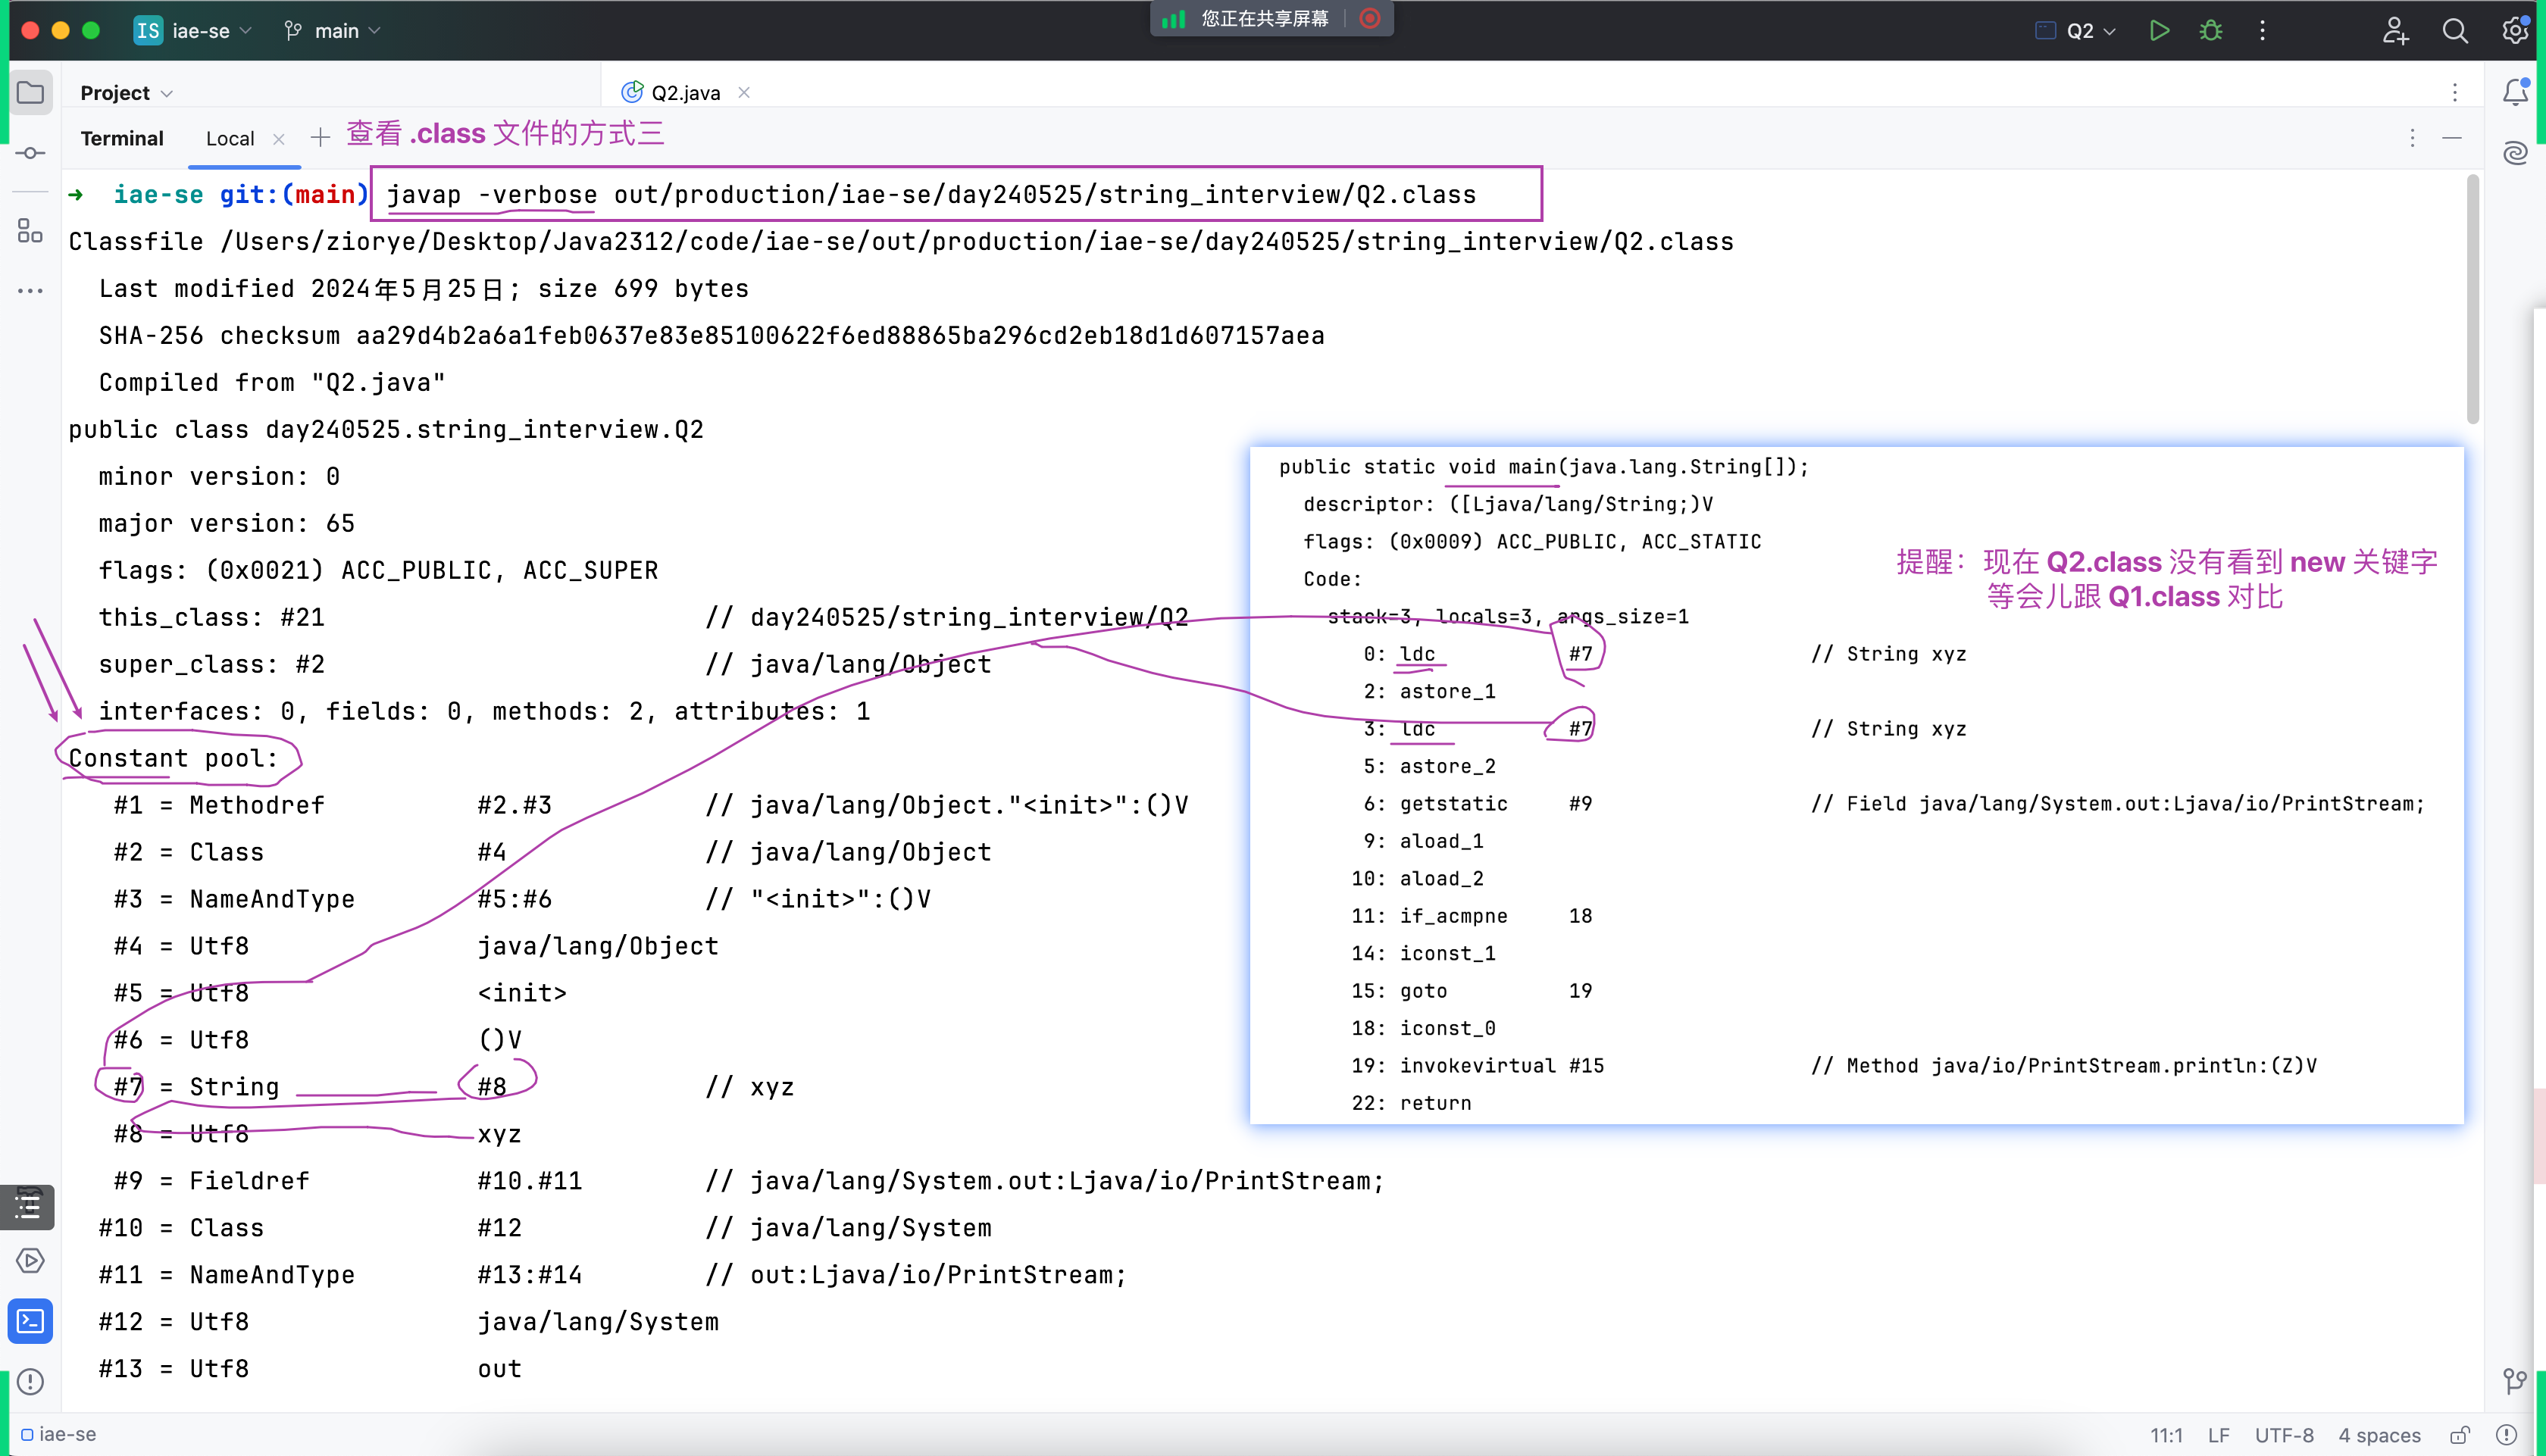 IS iae-se main
您正在共享屏幕
Q2
Project
Q2.java
Terminal Local 查看 .class 文件的方式三
→ iae-se git:(main) javap -verbose out/production/iae-se/day240525/string_interview/Q2.class
Classfile /Users/ziorye/Desktop/Java2312/code/iae-se/out/production/iae-se/day240525/string_interview/Q2.class
Last modified 2024年5月25日; size 699 bytes
SHA-256 checksum aa29d4b2a6a1feb0637e83e85100622f6ed88865ba296cd2eb18d1d607157aea
Compiled from "Q2.java"
public class day240525.string_interview.Q2
minor version: 0
major version: 65
flags: (0x0021) ACC_PUBLIC, ACC_SUPER
this_class: #21 // day240525/string_interview/Q2
super_class: #2 // java/lang/Object
interfaces: 0, fields: 0, methods: 2, attributes: 1
Constant pool:
#1 = Methodref #2.#3 // java/lang/Object."<init>":()V
#2 = Class #4 // java/lang/Object
#3 = NameAndType #5:#6 // "<init>":()V
#4 = Utf8 java/lang/Object
#5 = Utf8 <init>
#6 = Utf8 ()V
#7 = String #8 // xyz
#8 = Utf8 xyz
#9 = Fieldref #10.#11 // java/lang/System.out:Ljava/io/PrintStream;
#10 = Class #12 // java/lang/System
#11 = NameAndType #13:#14 // out:Ljava/io/PrintStream;
#12 = Utf8 java/lang/System
#13 = Utf8 out
public static void main(java.lang.String[]);
descriptor: ([Ljava/lang/String;)V
flags: (0x0009) ACC_PUBLIC, ACC_STATIC
Code:
提醒：现在 Q2.class 没有看到 new 关键字
等会儿跟 Q1.class 对比
stack=3, locals=3, args_size=1
0: ldc #7 // String xyz
2: astore_1
3: ldc #7 // String xyz
5: astore_2
6: getstatic #9 // Field java/lang/System.out:Ljava/io/PrintStream;
9: aload_1
10: aload_2
11: if_acmpne 18
14: iconst_1
15: goto 19
18: iconst_0
19: invokevirtual #15 // Method java/io/PrintStream.println:(Z)V
22: return
iae-se
11:1 LF UTF-8 4 spaces